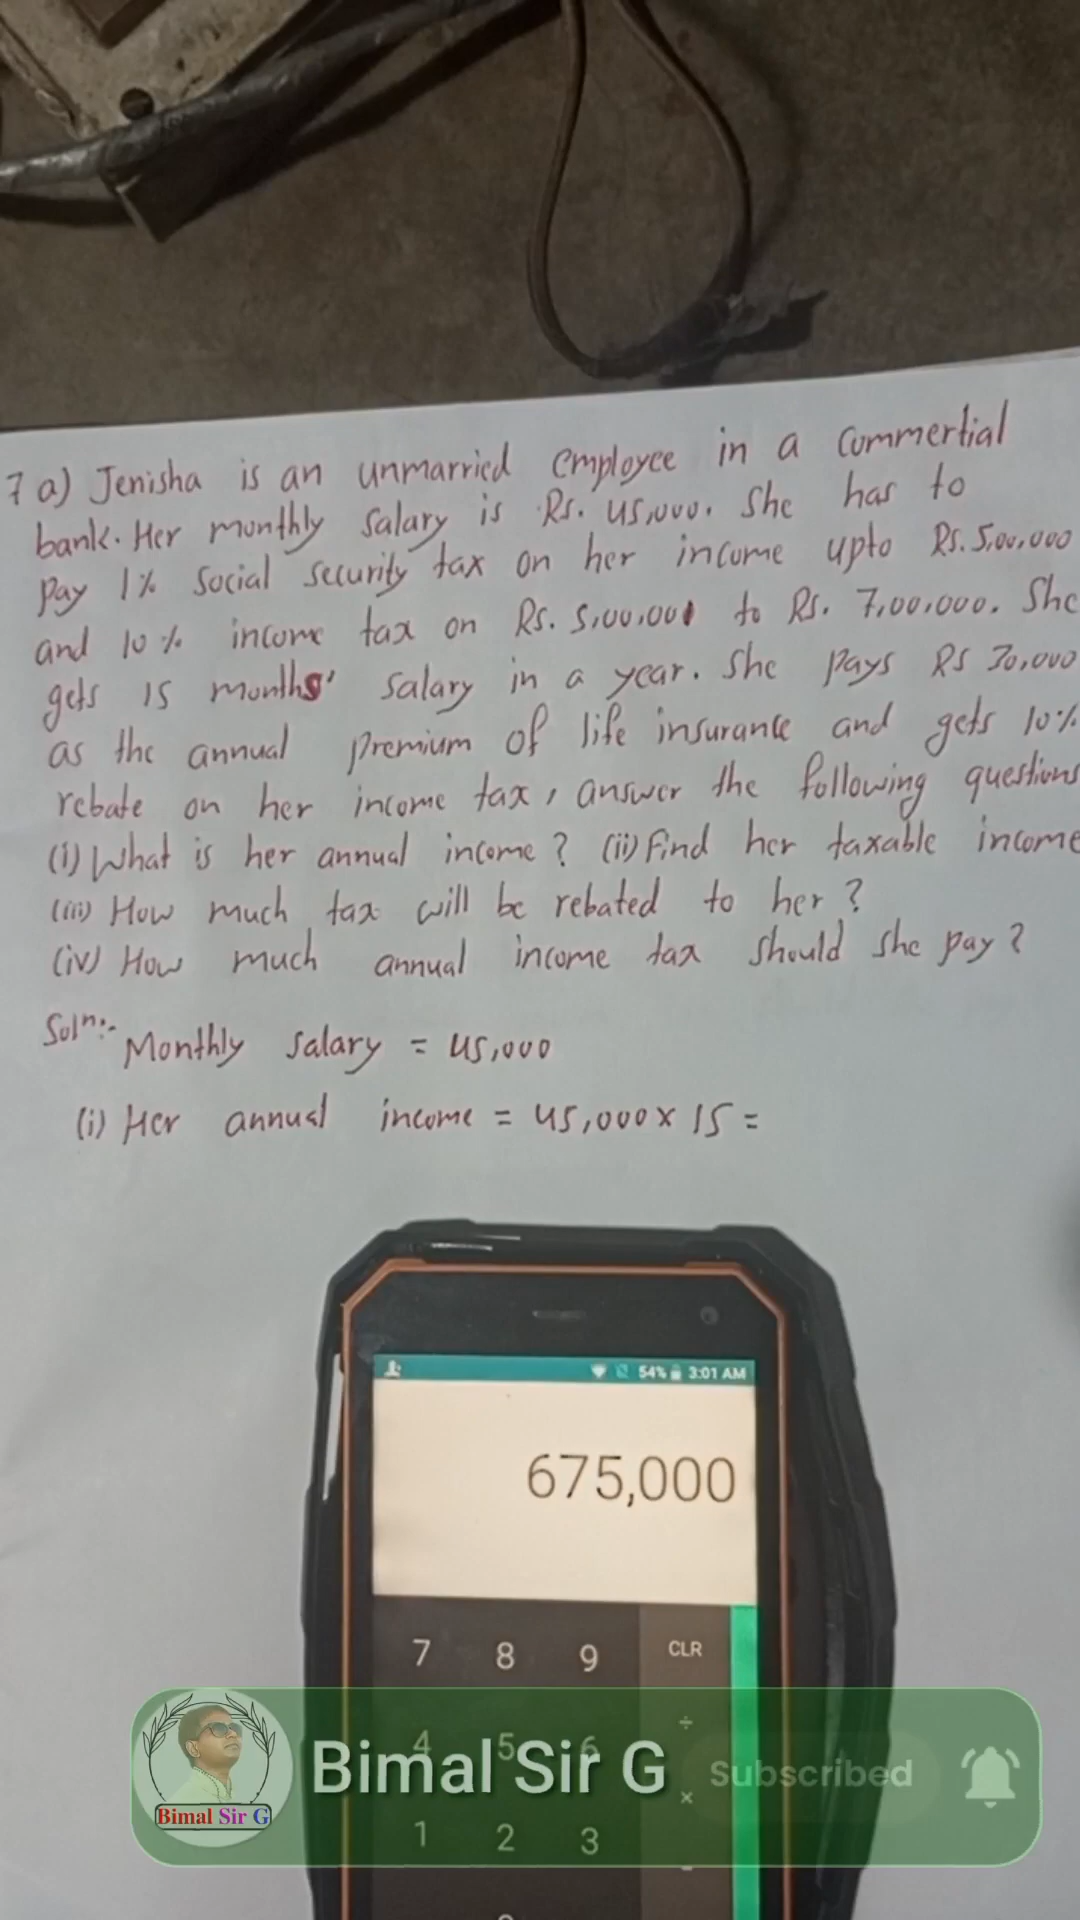 7 a) Jenisha is an unmarried employee in a Commertial
bank. Her monthly salary is Rs. 45,000. She has to
Pay 1% Social security tax on her income upto Rs. 5,00,000
and 10% income tax on Rs. 5,00,001 to Rs. 7,00,000. She
gets 15 months' salary in a year. She pays Rs 30,000
as the annual premium of life insurance and gets 10%
rebate on her income tax, answer the following questions
(i) What is her annual income? (ii) Find her taxable income
(iii) How much tax will be rebated to her?
(iv) How much annual income tax should she pay?
Soln:-
Monthly salary = 45,000
(i) Her annual income = 45,000 x 15 =
54% 3:01 AM
675,000
7 8 9 CLR
÷
4 5 6
Bimal Sir G Subscribed
Bimal Sir G
×
1 2 3
-